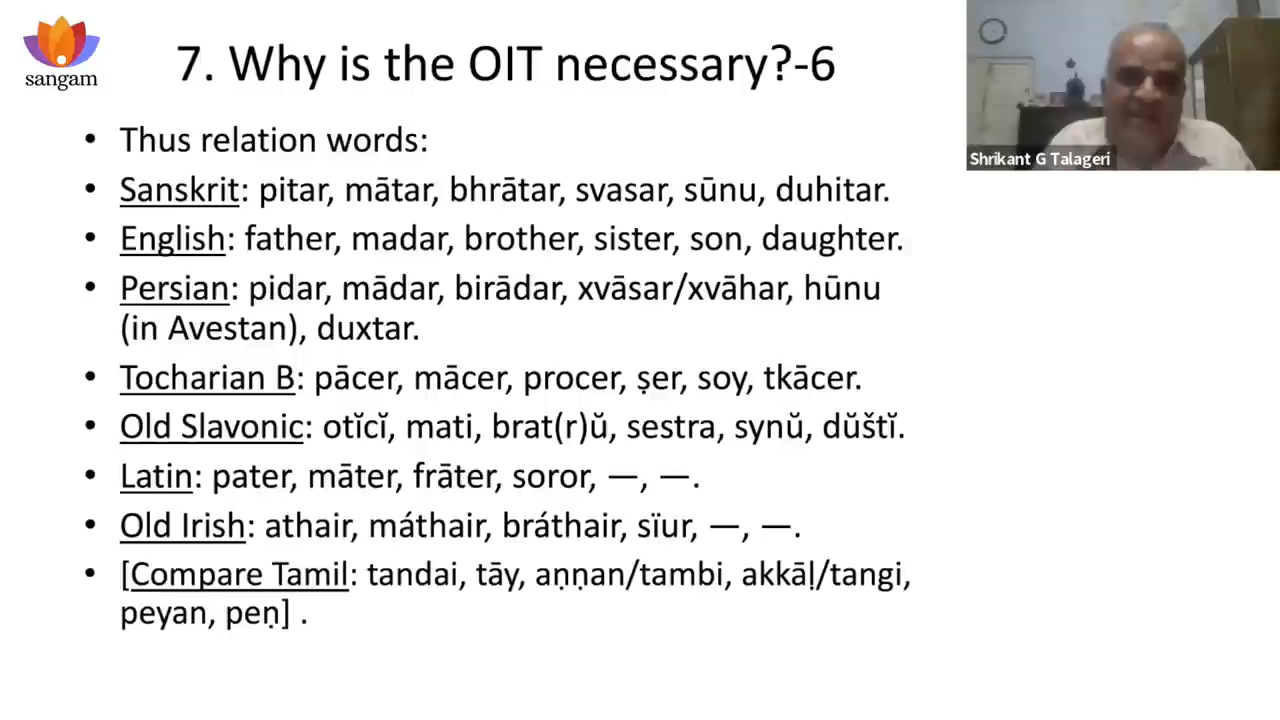 sangam
7. Why is the OIT necessary?-6
Shrikant G Talageri
• Thus relation words:
• Sanskrit: pitar, mātar, bhrātar, svasar, sūnu, duhitar.
• English: father, madar, brother, sister, son, daughter.
• Persian: pidar, mādar, birādar, xvāsar/xvāhar, hūnu
(in Avestan), duxtar.
• Tocharian B: pācer, mācer, procer, ṣer, soy, tkācer.
• Old Slavonic: otĭcĭ, mati, brat(r)ŭ, sestra, synŭ, dŭštĭ.
• Latin: pater, māter, frāter, soror, —, —.
• Old Irish: athair, máthair, bráthair, sïur, —, —.
• [Compare Tamil: tandai, tāy, aṇṇan/tambi, akkāḷ/tangi,
peyan, peṇ] .